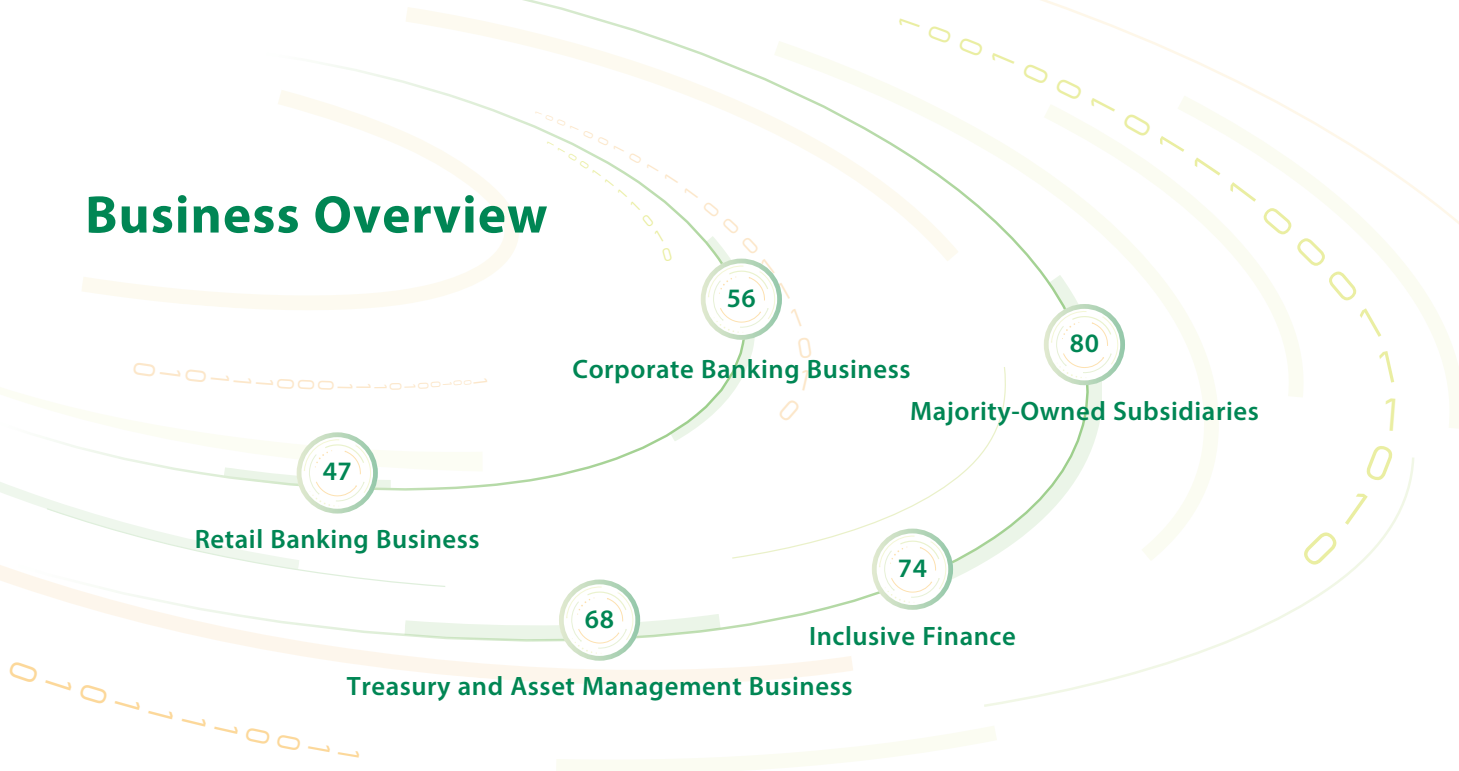 Business Overview
47
Retail Banking Business
56
Corporate Banking Business
68
Treasury and Asset Management Business
74
Inclusive Finance
80
Majority-Owned Subsidiaries